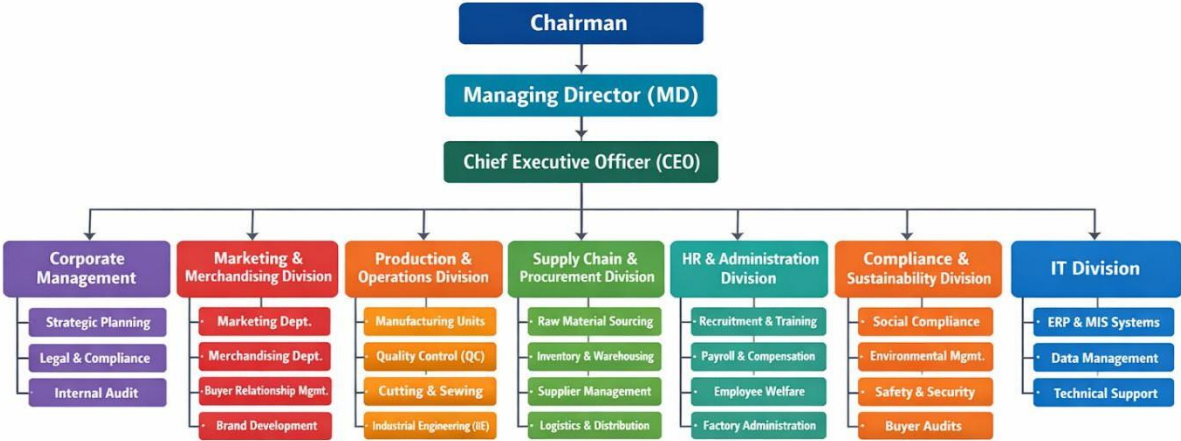 Chairman
Managing Director (MD)
Chief Executive Officer (CEO)
Corporate
Management
Strategic Planning
Legal & Compliance
Internal Audit
Marketing &
Merchandising Division
Marketing Dept.
Merchandising Dept.
Buyer Relationship Mgmt.
Brand Development
Production &
Operations Division
Manufacturing Units
Quality Control (QC)
Cutting & Sewing
Industrial Engineering (IIE)
Supply Chain &
Procurement Division
Raw Material Sourcing
Inventory & Warehousing
Supplier Management
Logistics & Distribution
HR & Administration
Division
Recruitment & Training
Payroll & Compensation
Employee Welfare
Factory Administration
Compliance &
Sustainability Division
Social Compliance
Environmental Mgmt.
Safety & Security
Buyer Audits
IT Division
ERP & MIS Systems
Data Management
Technical Support